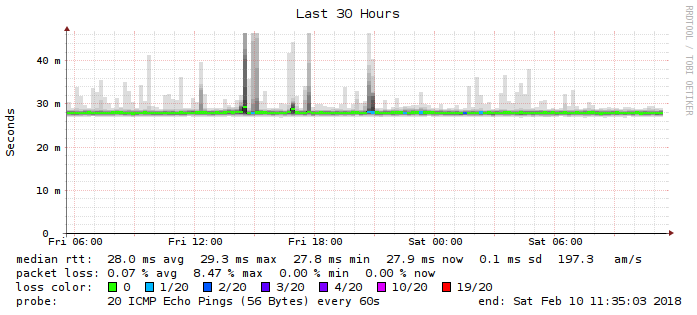 Last 30 Hours
RRDTOOL / TOBI OETIKER
Seconds
40 m
30 m
20 m
10 m
0
Fri 06:00 Fri 12:00 Fri 18:00 Sat 00:00 Sat 06:00
median rtt: 28.0 ms avg 29.3 ms max 27.8 ms min 27.9 ms now 0.1 ms sd 197.3 am/s
packet loss: 0.07 % avg 8.47 % max 0.00 % min 0.00 % now
loss color: 0 1/20 2/20 3/20 4/20 10/20 19/20
probe: 20 ICMP Echo Pings (56 Bytes) every 60s end: Sat Feb 10 11:35:03 2018